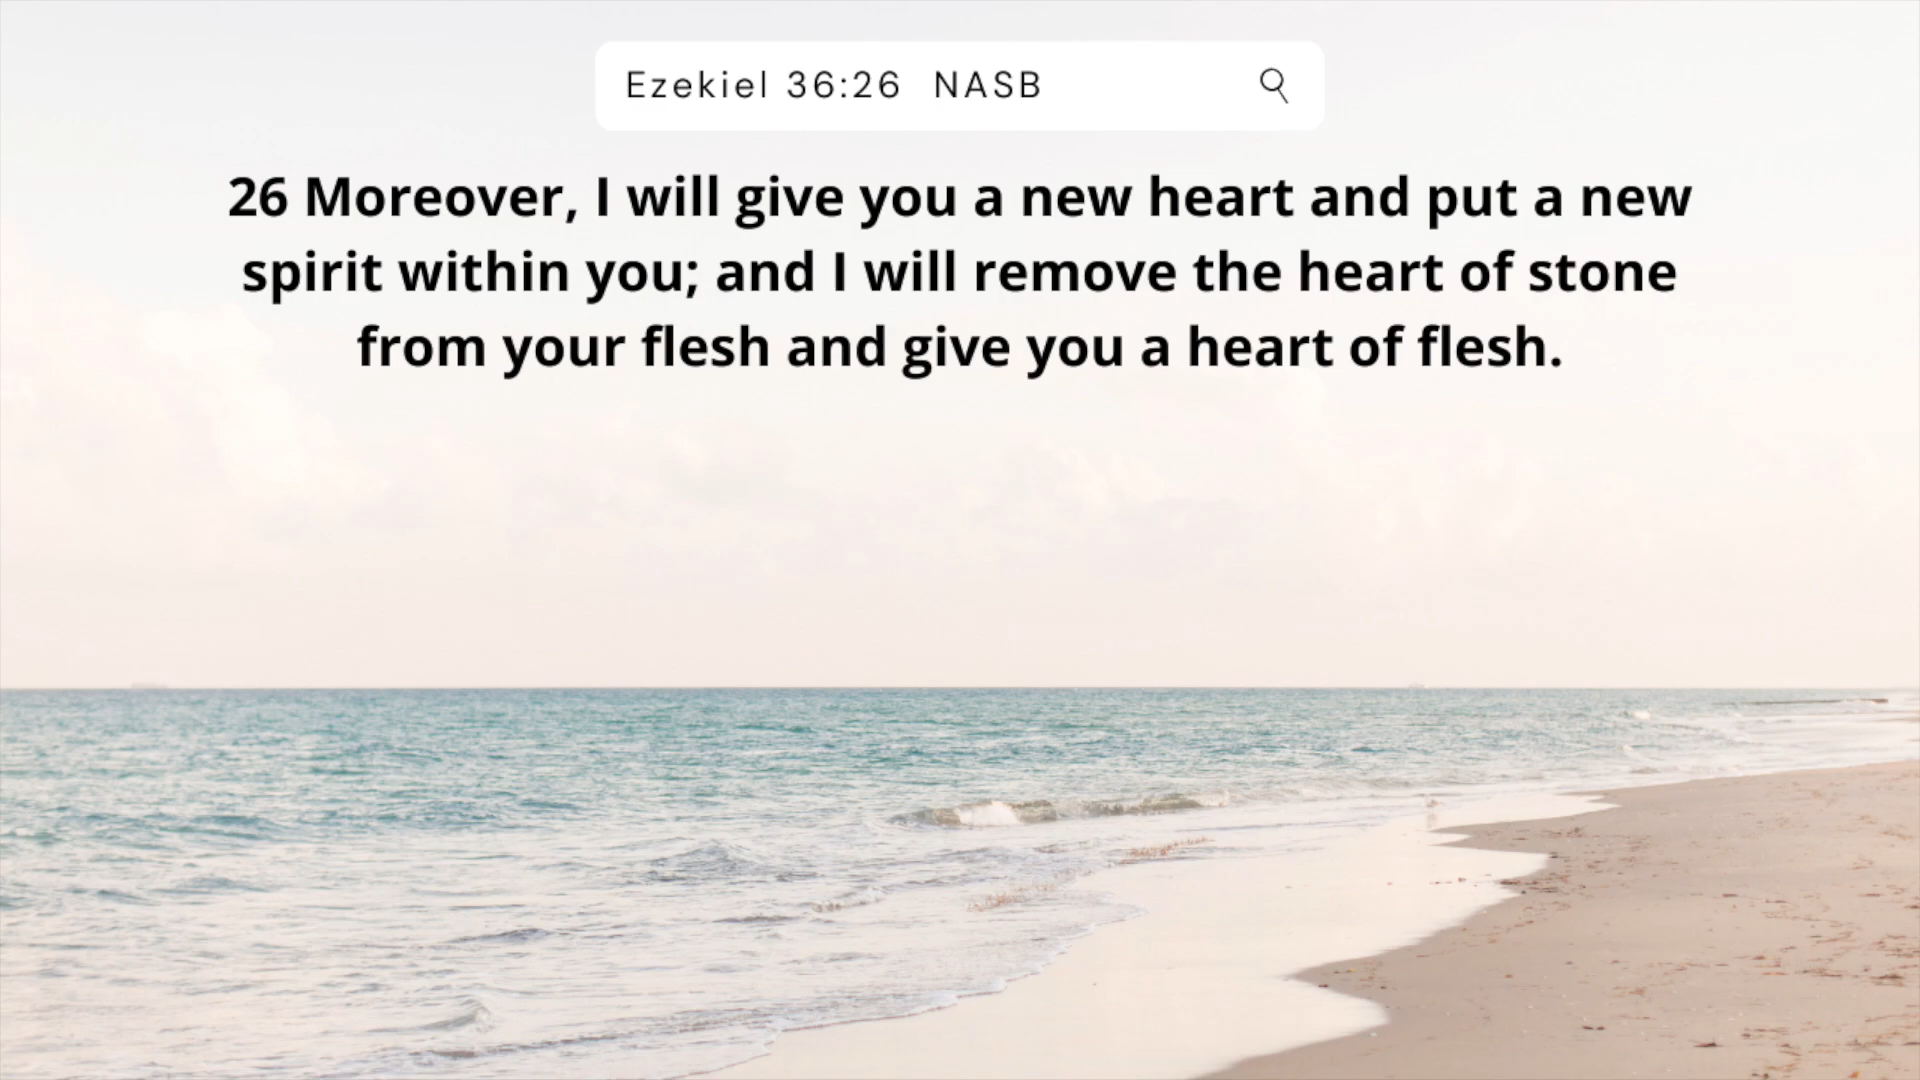 Ezekiel 36:26 NASB
26 Moreover, I will give you a new heart and put a new
spirit within you; and I will remove the heart of stone
from your flesh and give you a heart of flesh.